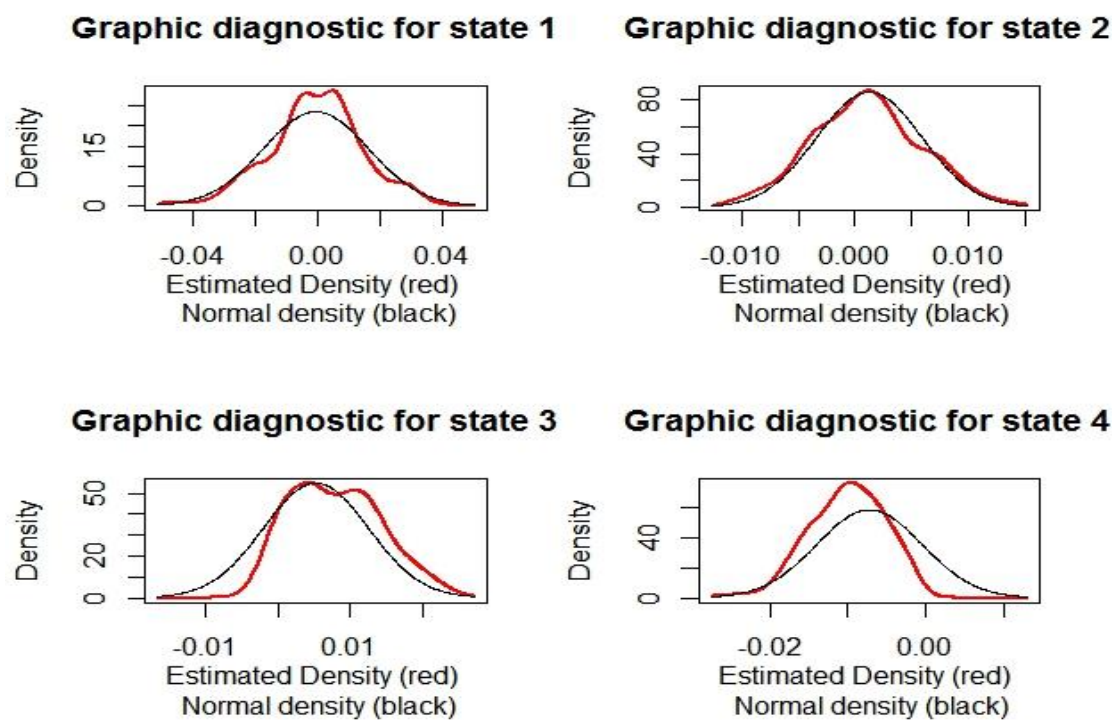 Graphic diagnostic for state 1
Density
15
0
-0.04 0.00 0.04
Estimated Density (red)
Normal density (black)
Graphic diagnostic for state 2
Density
80
40
0
-0.010 0.000 0.010
Estimated Density (red)
Normal density (black)
Graphic diagnostic for state 3
Density
50
20
0
-0.01 0.01
Estimated Density (red)
Normal density (black)
Graphic diagnostic for state 4
Density
40
0
-0.02 0.00
Estimated Density (red)
Normal density (black)